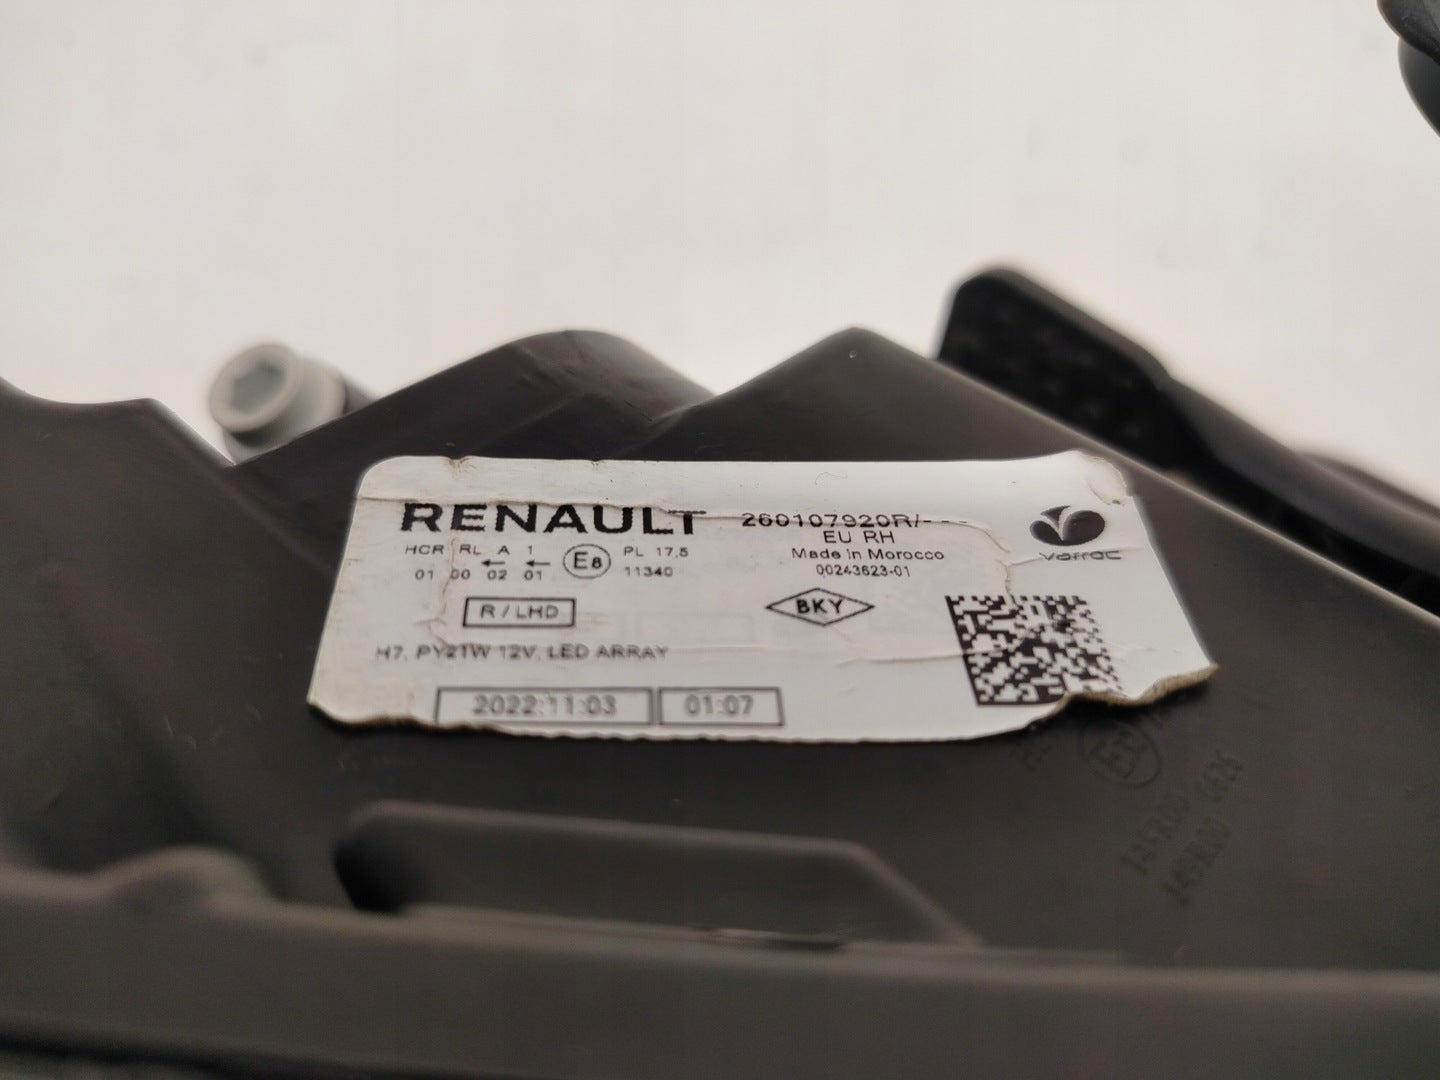 RENAULT 260107920R/---
EU RH
Made in Morocco
00243623-01
varroc
HCR RL A 1 E8 PL 17,5
01 00 02 01 11340
R/LHD
BKY
H7, PY21W 12V, LED ARRAY
2022:11:03 01:07